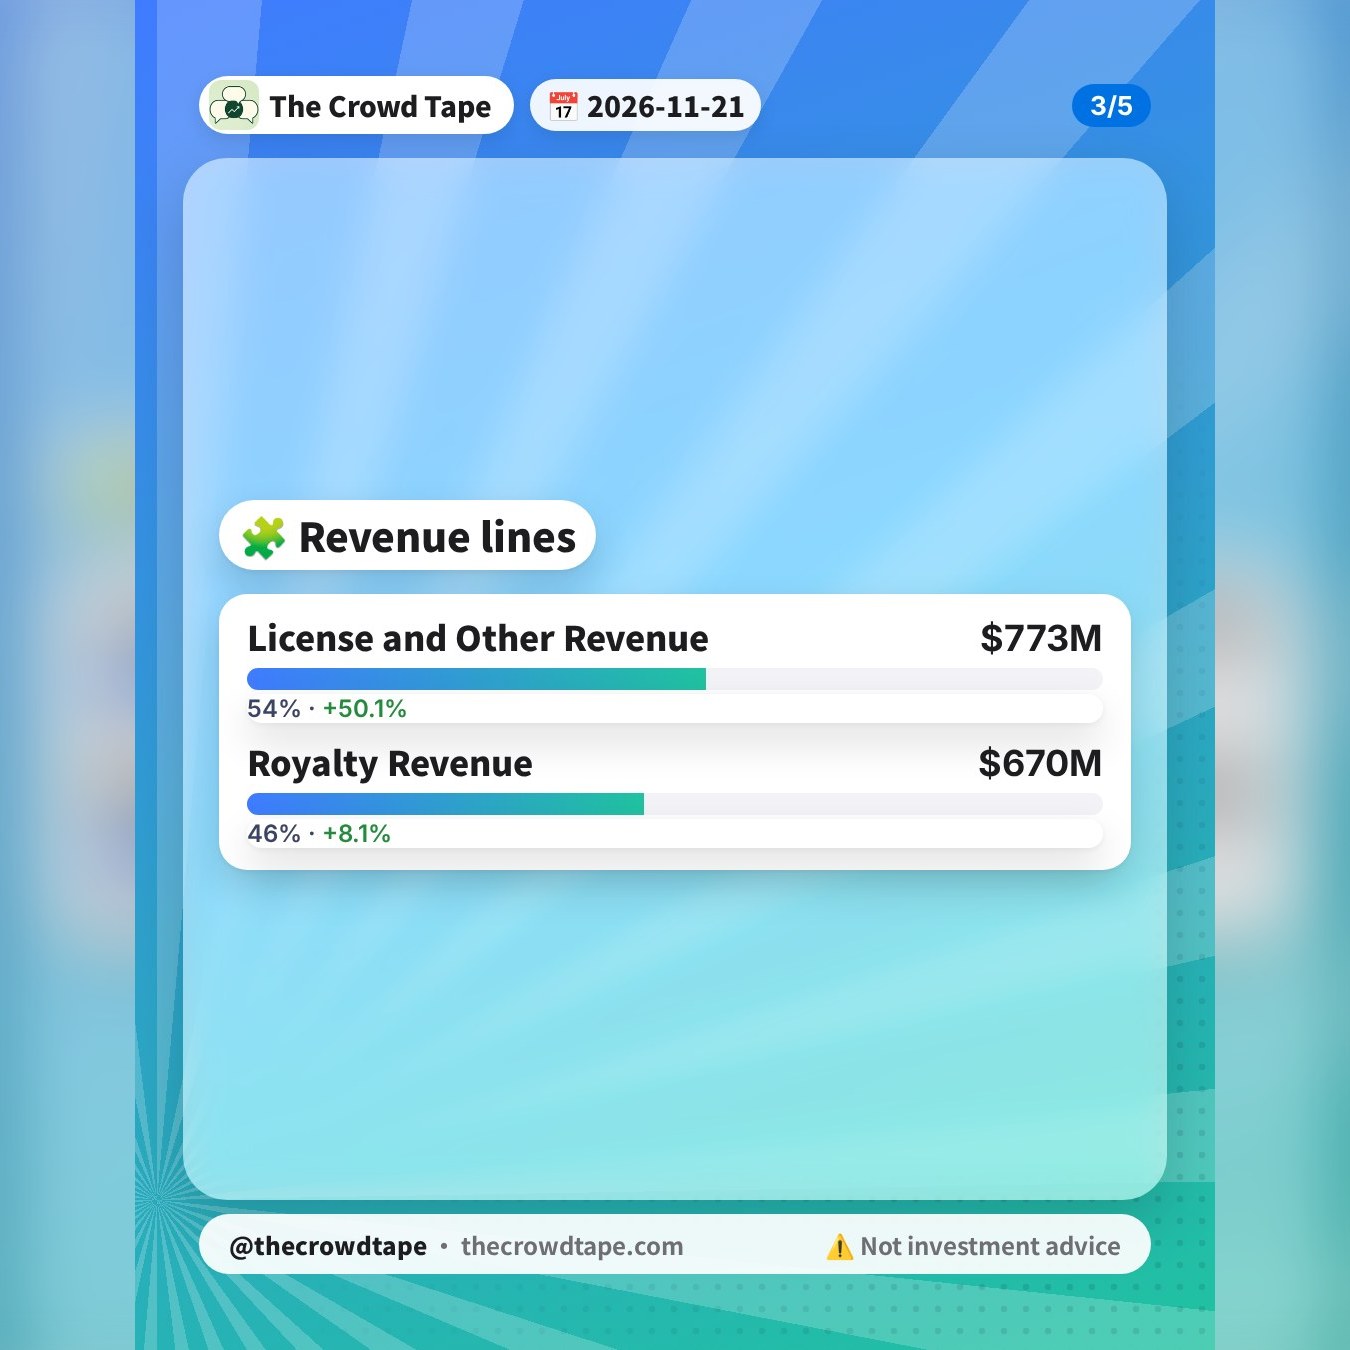 The Crowd Tape
2026-11-21
3/5
Revenue lines
License and Other Revenue $773M
54% · +50.1%
Royalty Revenue $670M
46% · +8.1%
@thecrowdtape • thecrowdtape.com ⚠️ Not investment advice